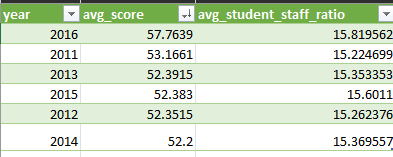 year avg_score avg_student_staff_ratio
2016 57.7639 15.819562
2011 53.1661 15.224699
2013 52.3915 15.353353
2015 52.383 15.6011
2012 52.3515 15.262376
2014 52.2 15.369557